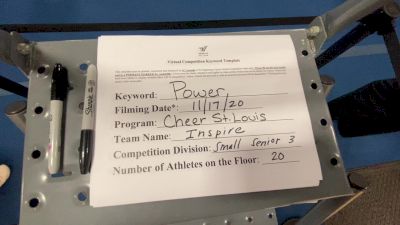 Virtual Competition Keyword Template
Keyword: Power
Filming Date*: 11/17/20
Program: Cheer St. Louis
Team Name: Inspire
Competition Division: Small Senior 3
Number of Athletes on the Floor: 20
Sharpie